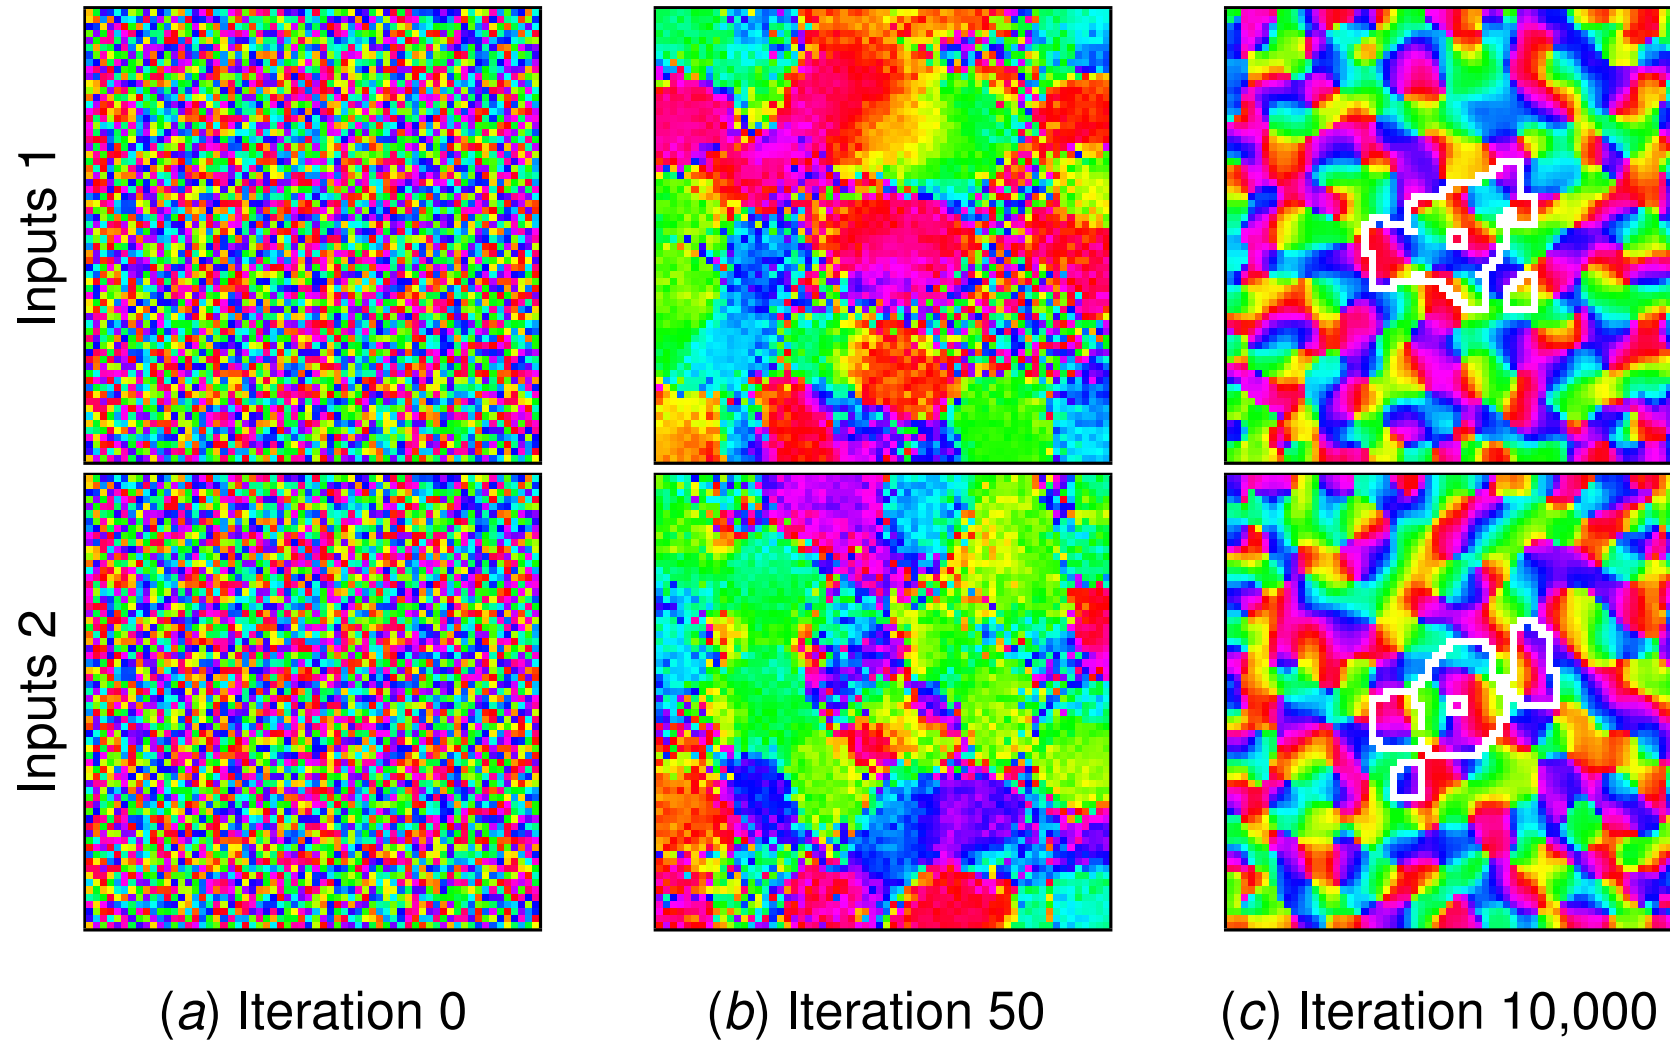 Inputs 1
Inputs 2
(a) Iteration 0
(b) Iteration 50
(c) Iteration 10,000